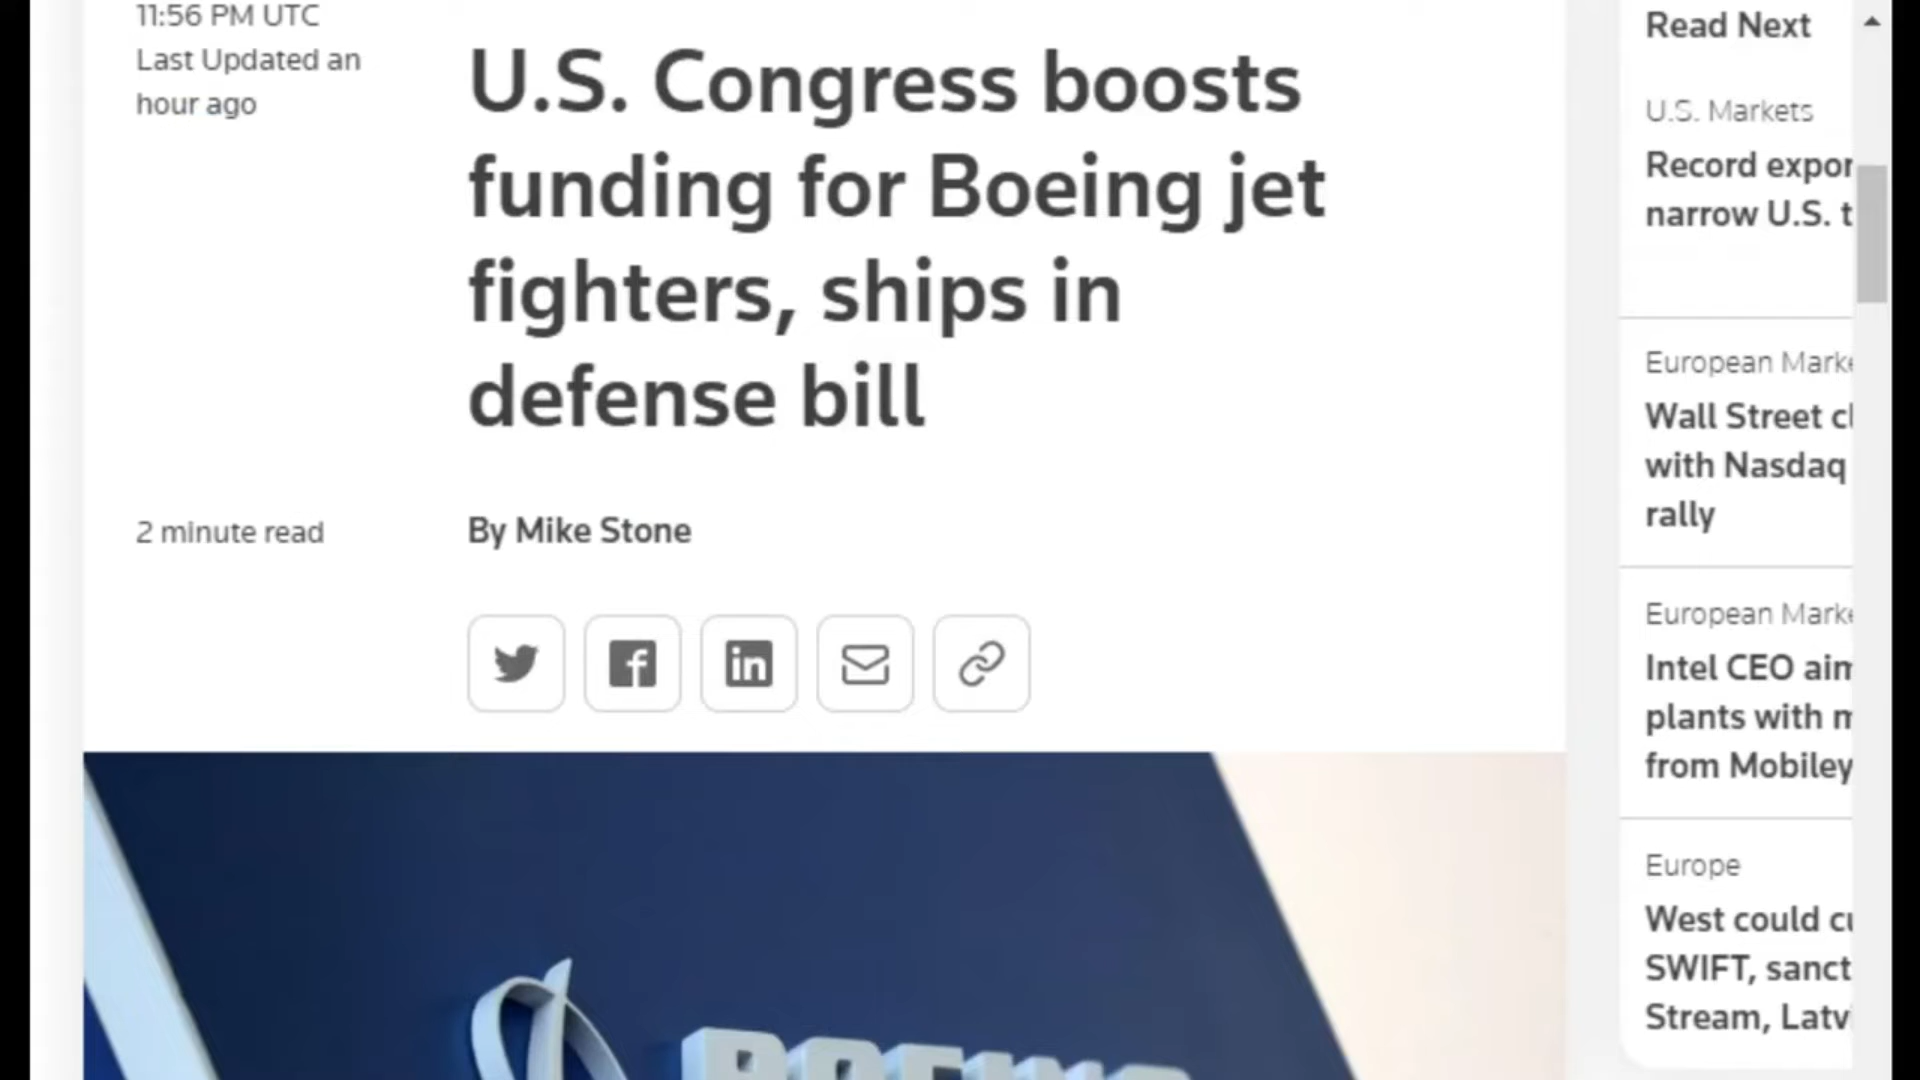 11:56 PM UTC
Last Updated an
hour ago
U.S. Congress boosts
funding for Boeing jet
fighters, ships in
defense bill
2 minute read
By Mike Stone
BOEING
Read Next
U.S. Markets
Record expor
narrow U.S. t
European Marke
Wall Street cl
with Nasdaq
rally
European Marke
Intel CEO aim
plants with m
from Mobiley
Europe
West could cu
SWIFT, sanct
Stream, Latv